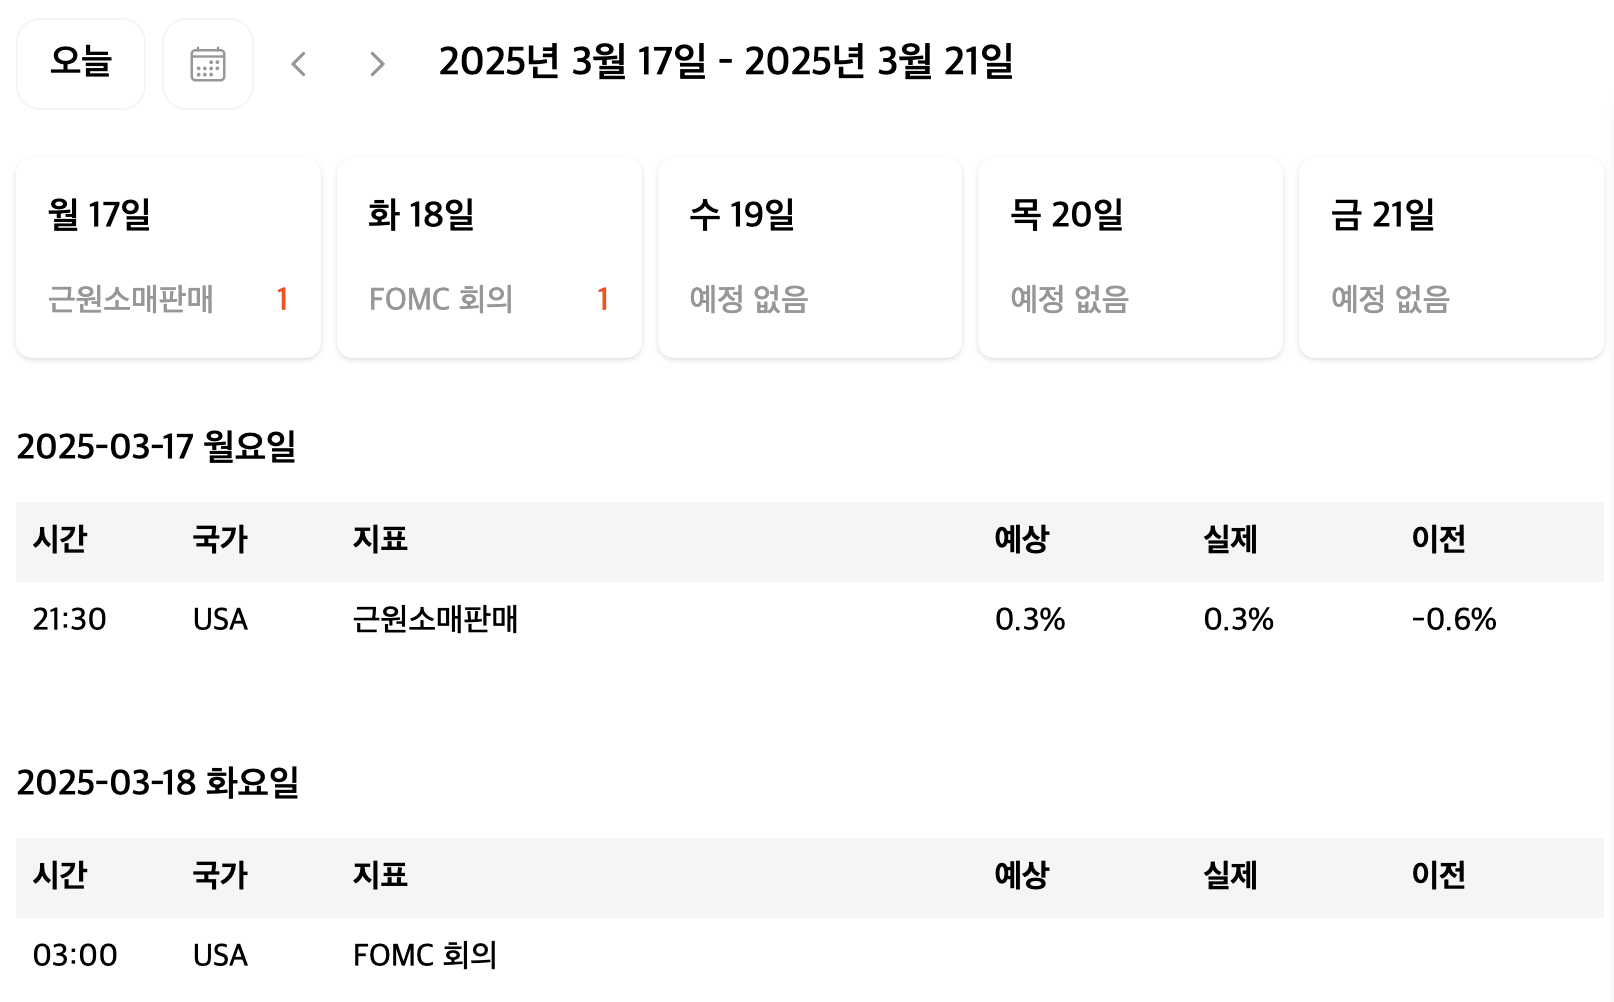 오늘
2025년 3월 17일 - 2025년 3월 21일
월 17일
근원소매판매 1
화 18일
FOMC 회의 1
수 19일
예정 없음
목 20일
예정 없음
금 21일
예정 없음
2025-03-17 월요일
시간 국가 지표 예상 실제 이전
21:30 USA 근원소매판매 0.3% 0.3% -0.6%
2025-03-18 화요일
시간 국가 지표 예상 실제 이전
03:00 USA FOMC 회의